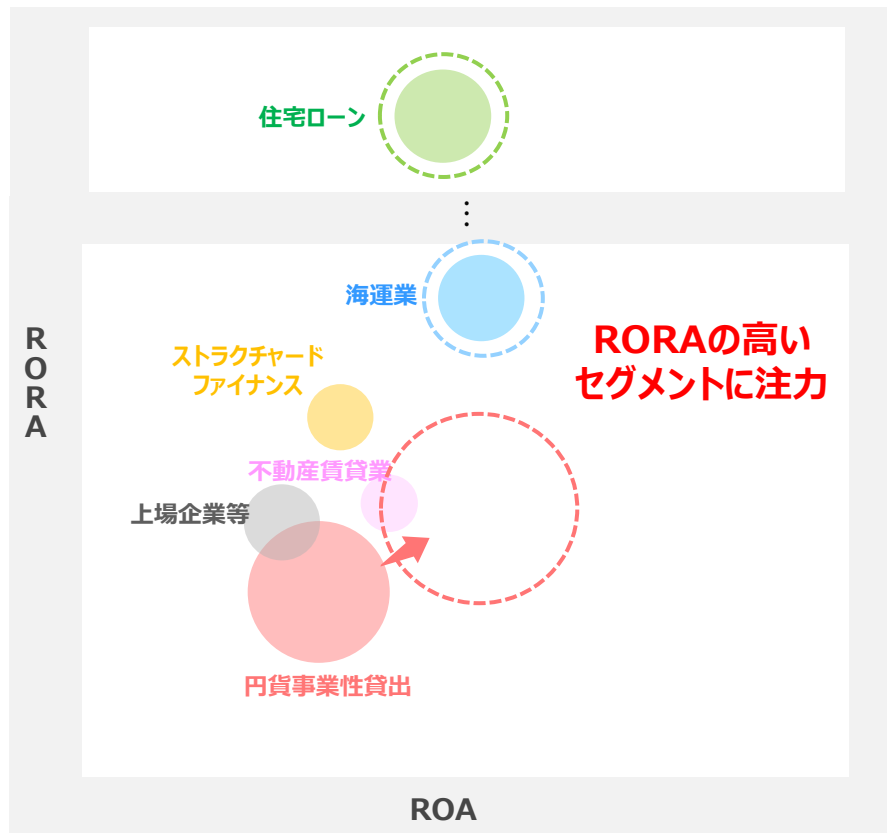 住宅ローン
⋮
海運業
RORAの高い
セグメントに注力
ストラクチャード
ファイナンス
不動産賃貸業
上場企業等
円貨事業性貸出
R
O
R
A
ROA